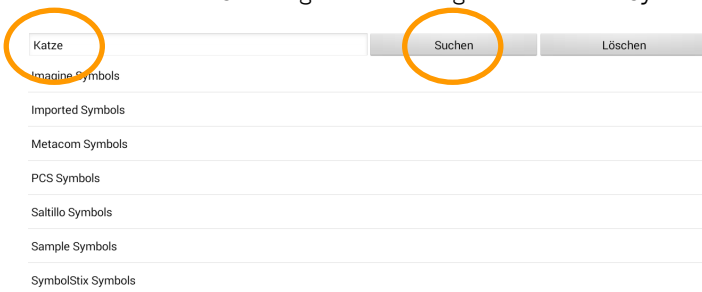 Katze Suchen Löschen
Imagine Symbols
Imported Symbols
Metacom Symbols
PCS Symbols
Saltillo Symbols
Sample Symbols
SymbolStix Symbols